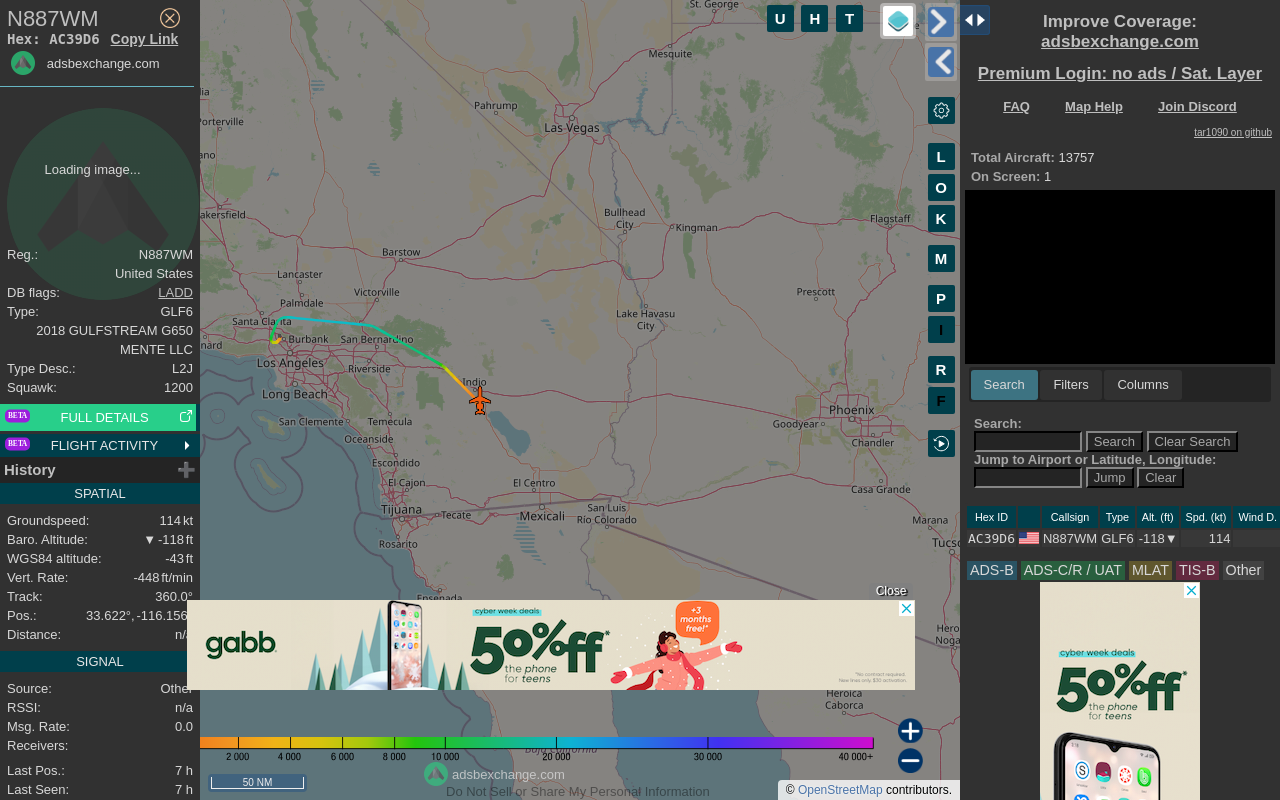 N887WM
Hex: AC39D6 Copy Link
adsbexchange.com
Loading image...
Reg.: N887WM
United States
DB flags: LADD
Type: GLF6
2018 GULFSTREAM G650
MENTE LLC
Type Desc.: L2J
Squawk: 1200
BETA FULL DETAILS
BETA FLIGHT ACTIVITY
History
SPATIAL
Groundspeed: 114 kt
Baro. Altitude: ▼ -118 ft
WGS84 altitude: -43 ft
Vert. Rate: -448 ft/min
Track: 360.0°
Pos.: 33.622°, -116.156
Distance: n/a
SIGNAL
Source: Other
RSSI: n/a
Msg. Rate: 0.0
Receivers:
Last Pos.: 7 h
Last Seen: 7 h
U H T
L
O
K
M
P
I
R
F
St. George
Mesquite
Pahrump
Las Vegas
Porterville
akersfield
Bullhead
City
Kingman
Flagstaff
Barstow
Lancaster
Palmdale
Victorville
Prescott
Lake Havasu
City
Santa Clarita
nard
Burbank
San Bernardino
Los Angeles
Riverside
Indio
Long Beach
San Clemente
Temecula
Oceanside
Escondido
El Cajon
Tijuana
Tecate
Rosarito
Ensenada
El Centro
Mexicali
San Luis
Río Colorado
Phoenix
Goodyear
Chandler
Casa Grande
Marana
Heroica
Caborca
Close
gabb
cyber week deals
50%off*
the phone
for teens
+3
months
free!*
*No contract required.
New lines only. $30 activation
2 000 4 000 6 000 8 000 10 000 20 000 30 000 40 000+
50 NM
adsbexchange.com
Do Not Sell or Share My Personal Information
© OpenStreetMap contributors.
Improve Coverage:
adsbexchange.com
Premium Login: no ads / Sat. Layer
FAQ Map Help Join Discord
tar1090 on github
Total Aircraft: 13757
On Screen: 1
Search Filters Columns
Search:
Search Clear Search
Jump to Airport or Latitude, Longitude:
Jump Clear
Hex ID Callsign Type Alt. (ft) Spd. (kt) Wind D.
AC39D6 N887WM GLF6 -118▼ 114
ADS-B ADS-C/R / UAT MLAT TIS-B Other
cyber week deals
50%off*
the phone
for teens